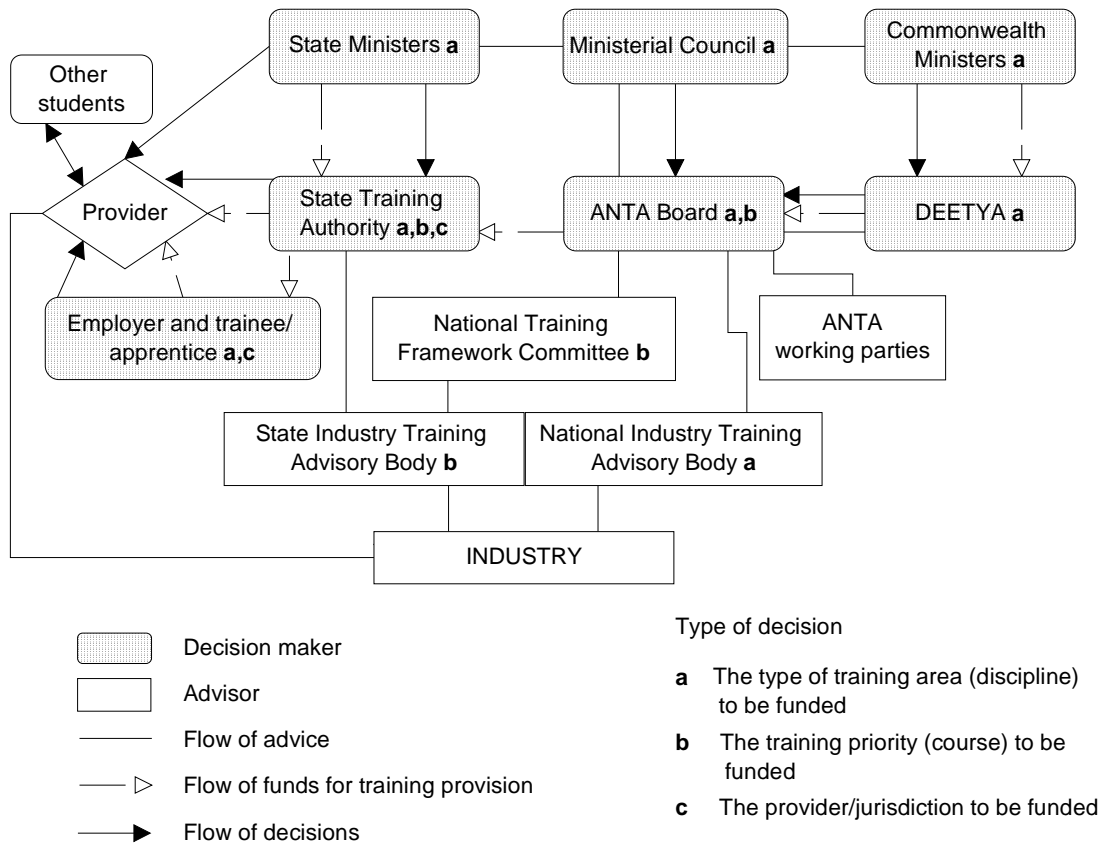 State Ministers a
Ministerial Council a
Commonwealth
Ministers a
Other
students
Provider
State Training
Authority a,b,c
ANTA Board a,b
DEETYA a
Employer and trainee/
apprentice a,c
National Training
Framework Committee b
ANTA
working parties
State Industry Training
Advisory Body b
National Industry Training
Advisory Body a
INDUSTRY
Decision maker
Advisor
Flow of advice
Flow of funds for training provision
Flow of decisions
Type of decision
a The type of training area (discipline)
to be funded
b The training priority (course) to be
funded
c The provider/jurisdiction to be funded